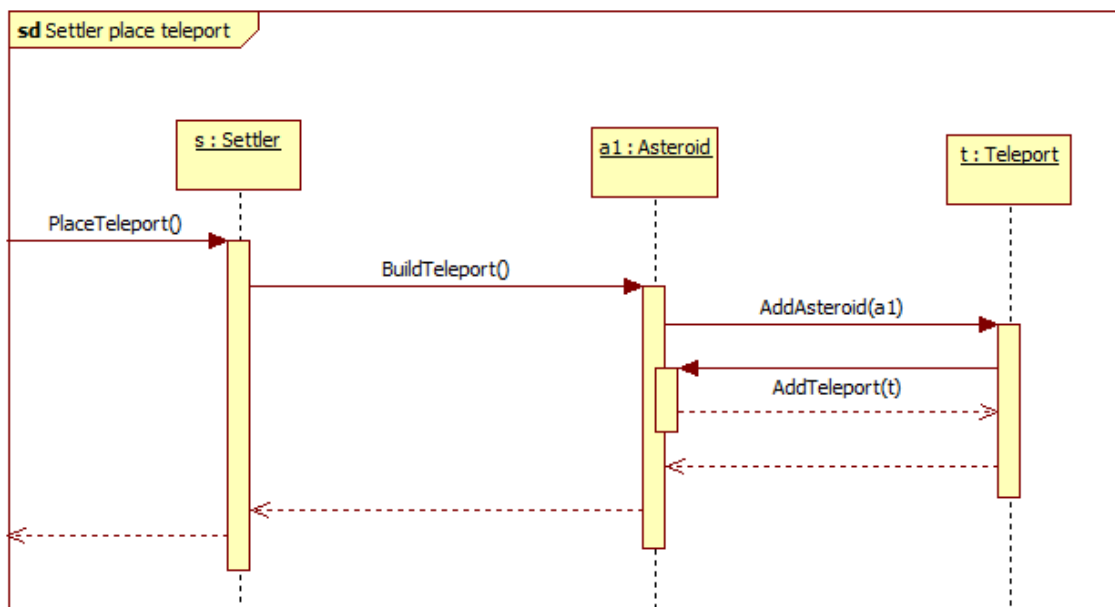 sd Settler place teleport
s : Settler
a1 : Asteroid
t : Teleport
PlaceTeleport()
BuildTeleport()
AddAsteroid(a1)
AddTeleport(t)